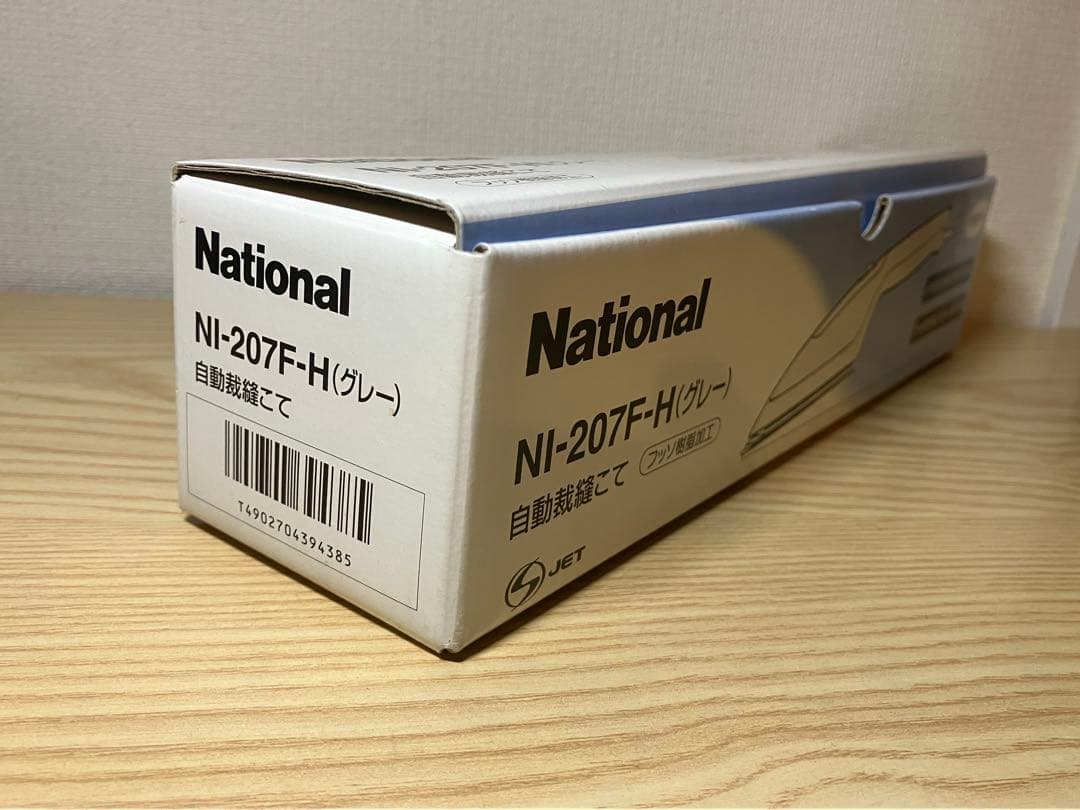 National
NI-207F-H(グレー)
自動裁縫こて
T4902704394385
National
NI-207F-H(グレー)
自動裁縫こて
フッソ樹脂加工
JET